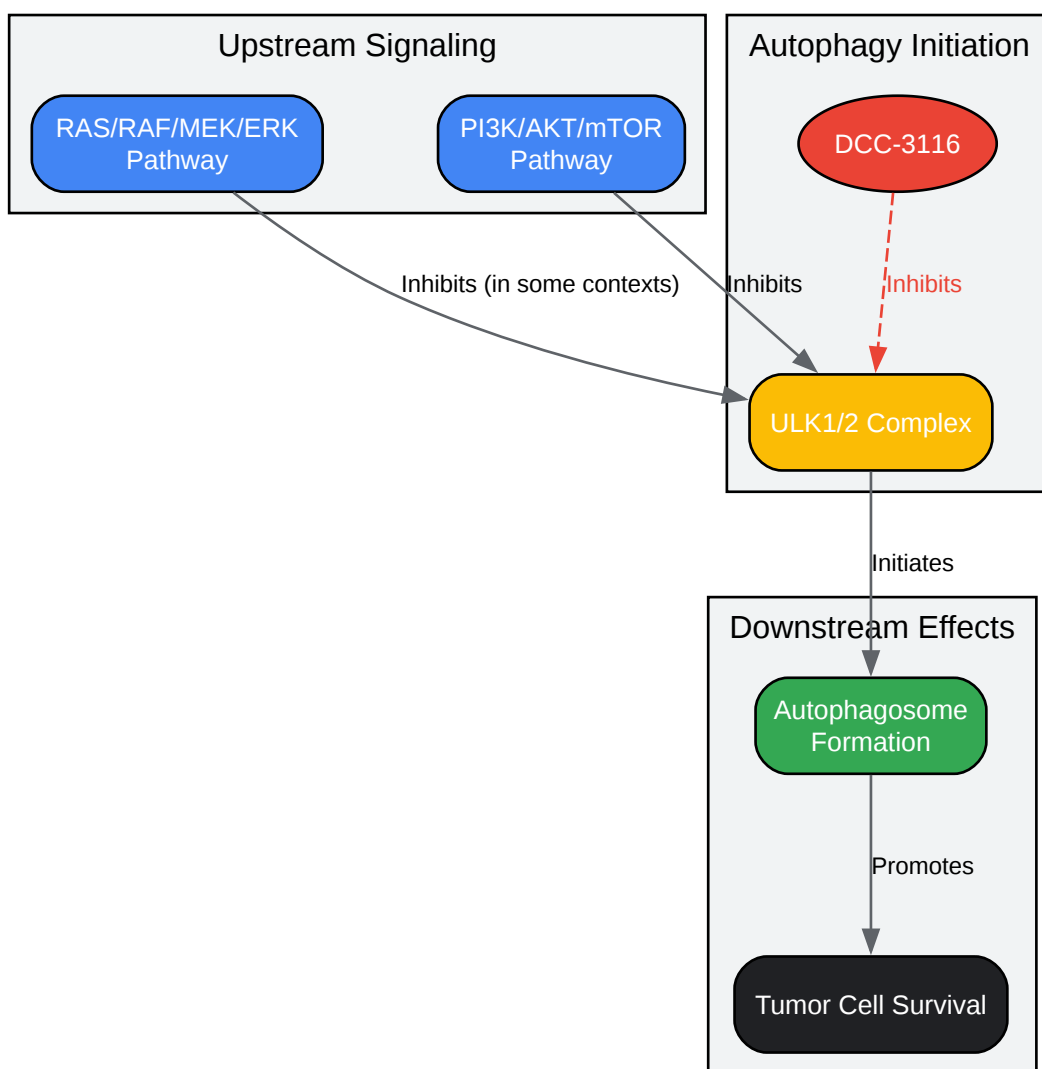 Upstream Signaling
Autophagy Initiation
RAS/RAF/MEK/ERK
Pathway
PI3K/AKT/mTOR
Pathway
DCC-3116
Inhibits (in some contexts)
Inhibits
Inhibits
ULK1/2 Complex
Initiates
Downstream Effects
Autophagosome
Formation
Promotes
Tumor Cell Survival